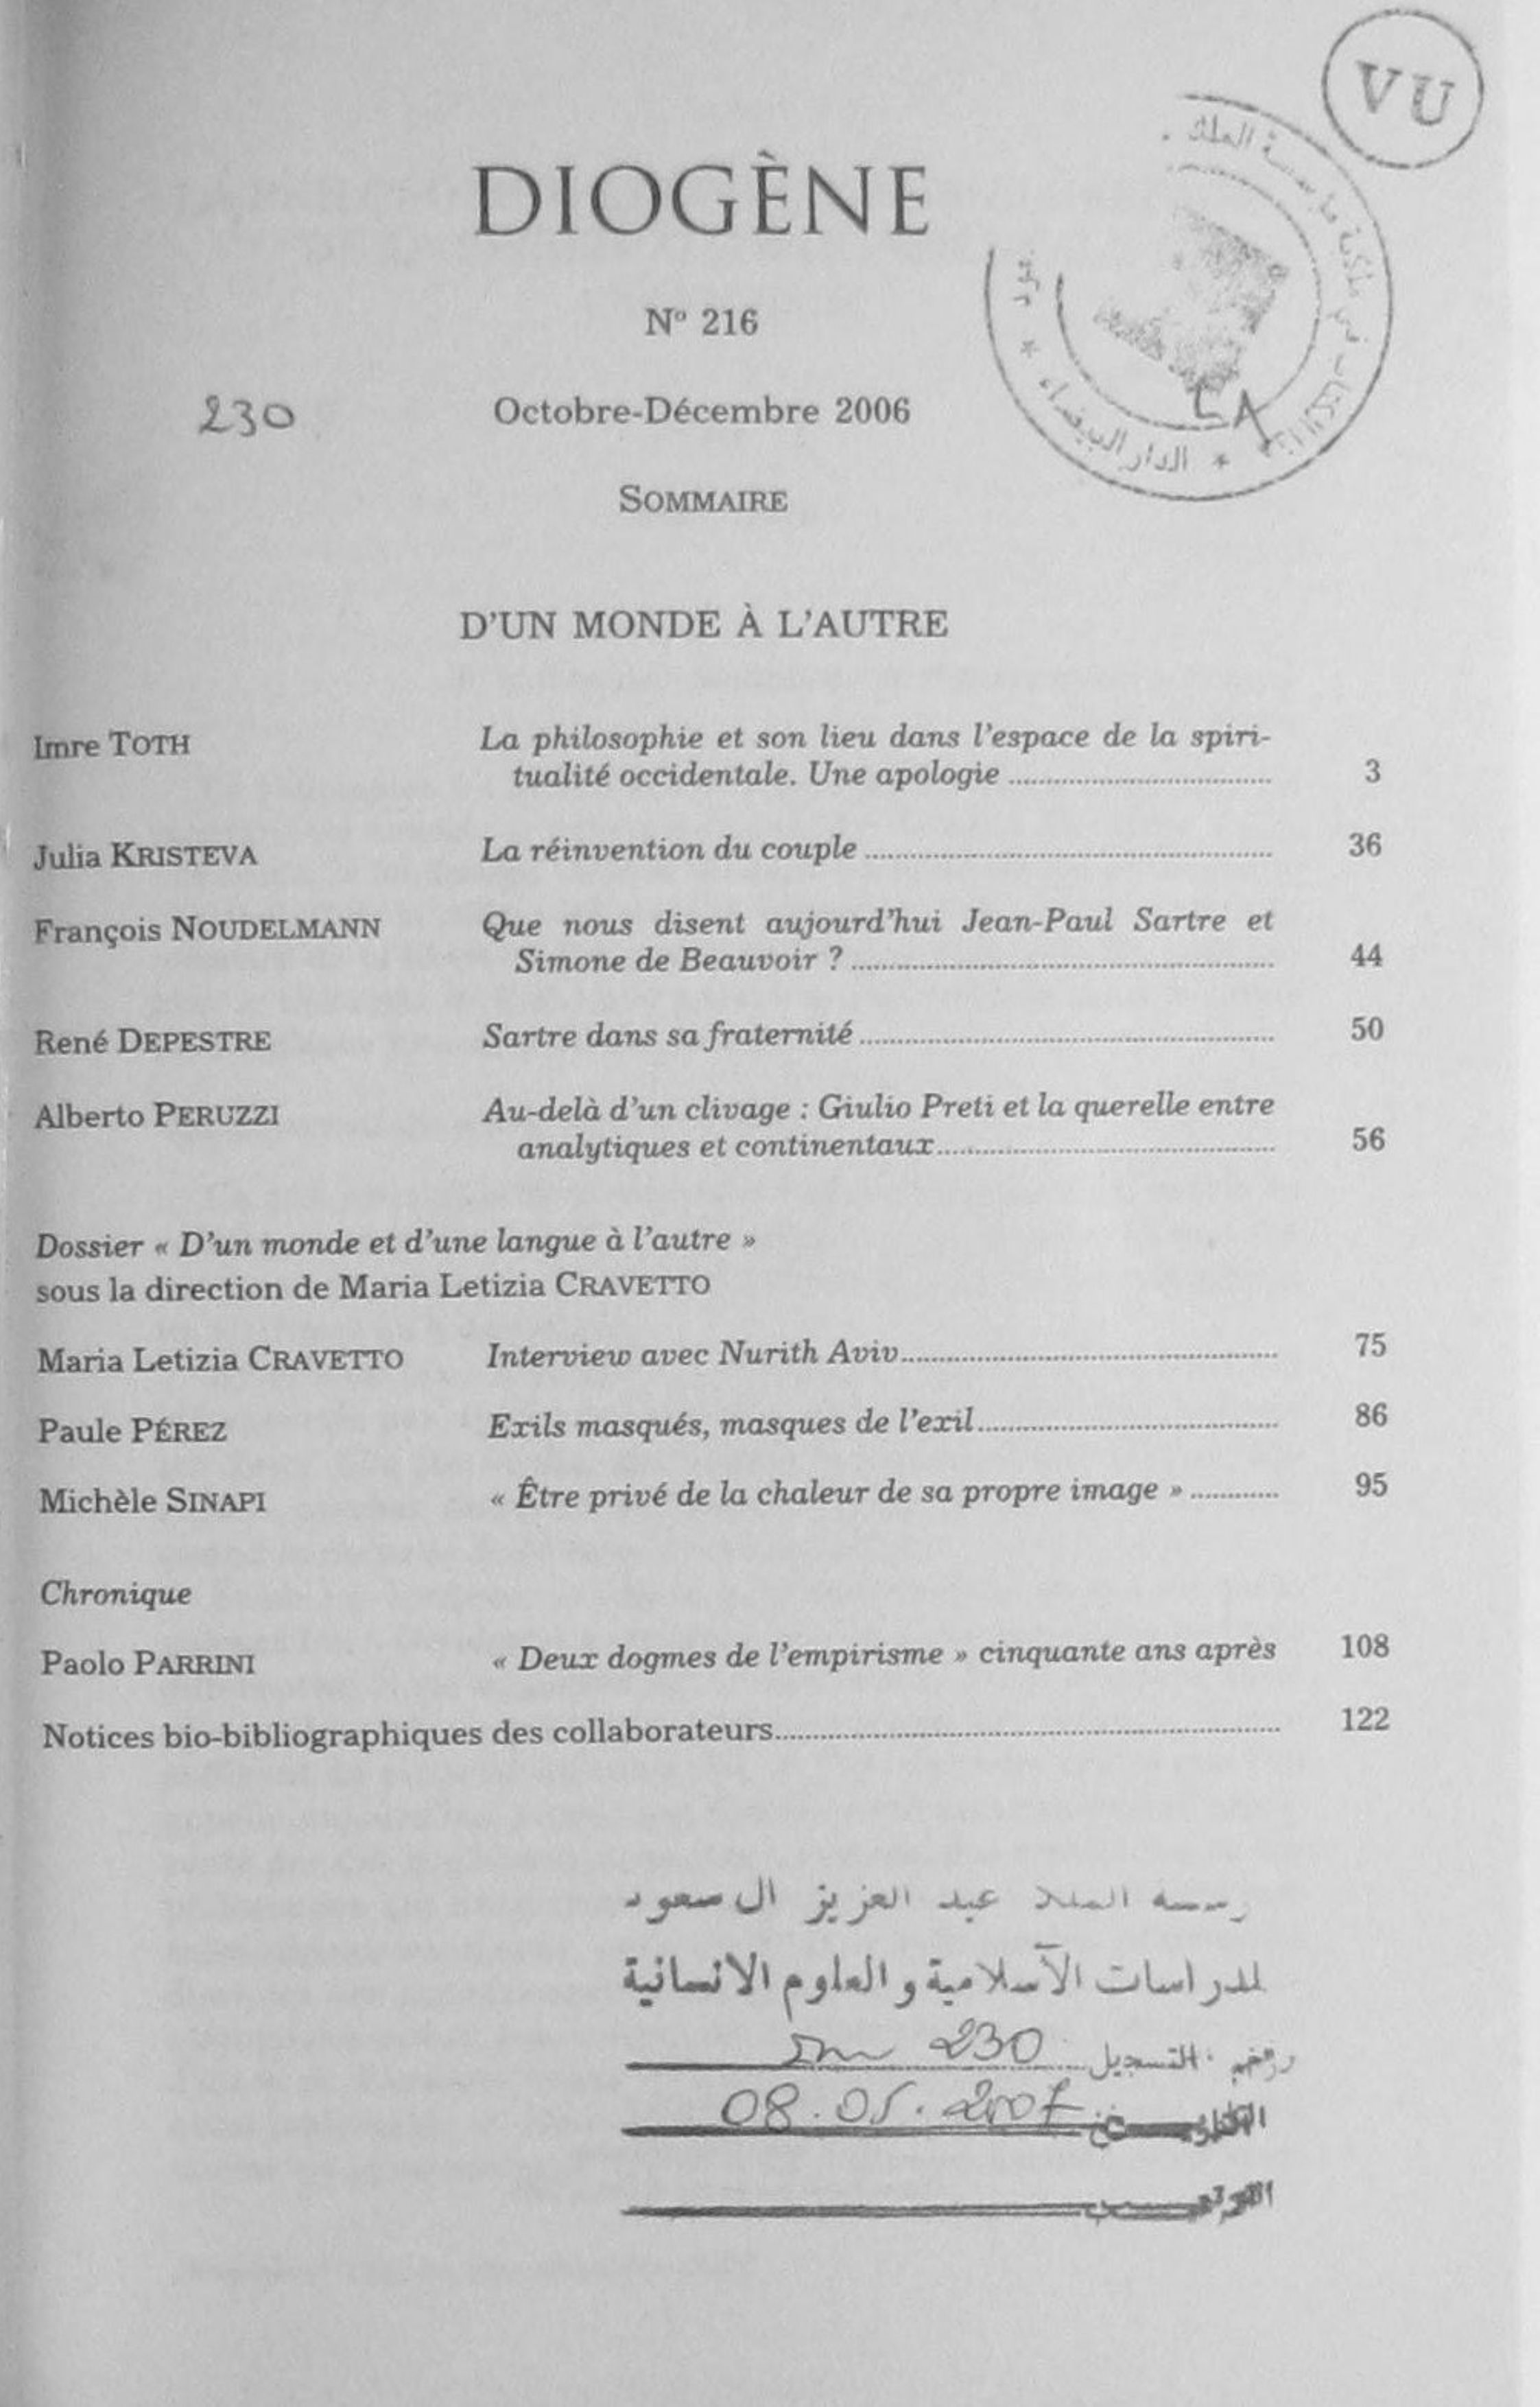 VU
DIOGÈNE
Nº 216
230
Octobre-Décembre 2006
الدار البيضاء
SOMMAIRE
D'UN MONDE À L'AUTRE
Imre TOTH
La philosophie et son lieu dans l'espace de la spiri-
tualité occidentale. Une apologie 3
Julia KRISTEVA La réinvention du couple 36
François NOUDELMANN Que nous disent aujourd'hui Jean-Paul Sartre et
Simone de Beauvoir ? 44
René DEPESTRE Sartre dans sa fraternité 50
Alberto PERUZZI Au-delà d'un clivage : Giulio Preti et la querelle entre
analytiques et continentaux 56
Dossier « D'un monde et d'une langue à l'autre »
sous la direction de Maria Letizia CRAVETTO
Maria Letizia CRAVETTO Interview avec Nurith Aviv 75
Paule PÉREZ Exils masqués, masques de l'exil 86
Michèle SINAPI « Être privé de la chaleur de sa propre image » 95
Chronique
Paolo PARRINI « Deux dogmes de l'empirisme » cinquante ans après 108
Notices bio-bibliographiques des collaborateurs 122
عبد العزيز ال سعود
للدراسات الآسلامية و العلوم الانسانية
التسجيل 230
08.05.2007